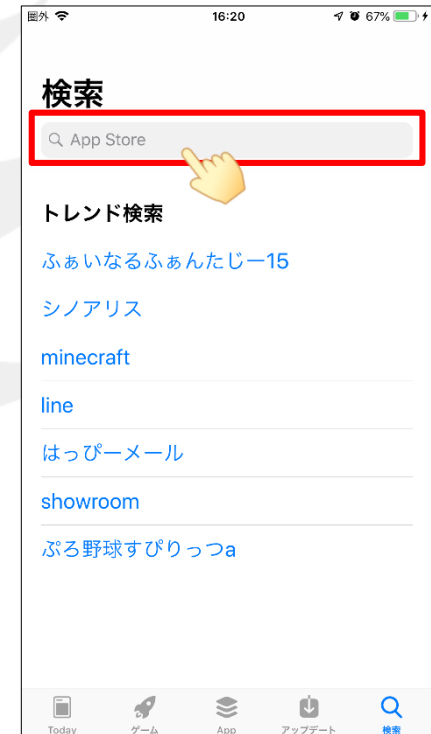 圏外 16:20 67%
検索
App Store
トレンド検索
ふぁいなるふぁんたじー15
シノアリス
minecraft
line
はっぴーメール
showroom
ぷろ野球すぴりっつa
Today ゲーム App アップデート 検索